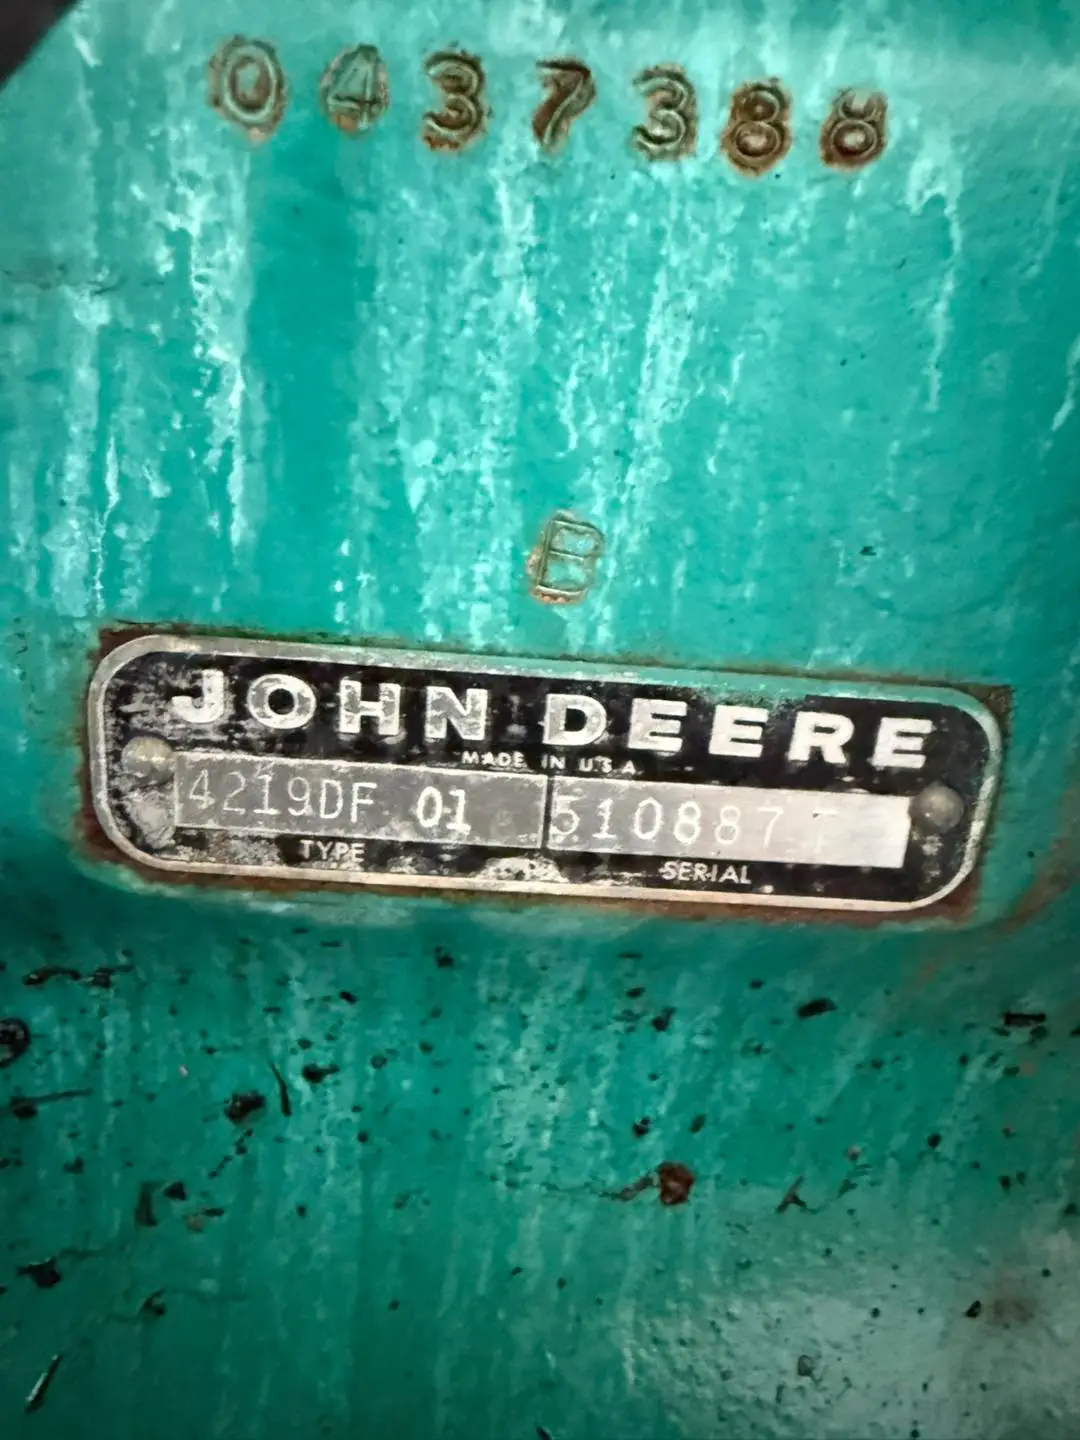 0437388
B
JOHN DEERE
MADE IN U.S.A.
4219DF 01 510887 T
TYPE SERIAL